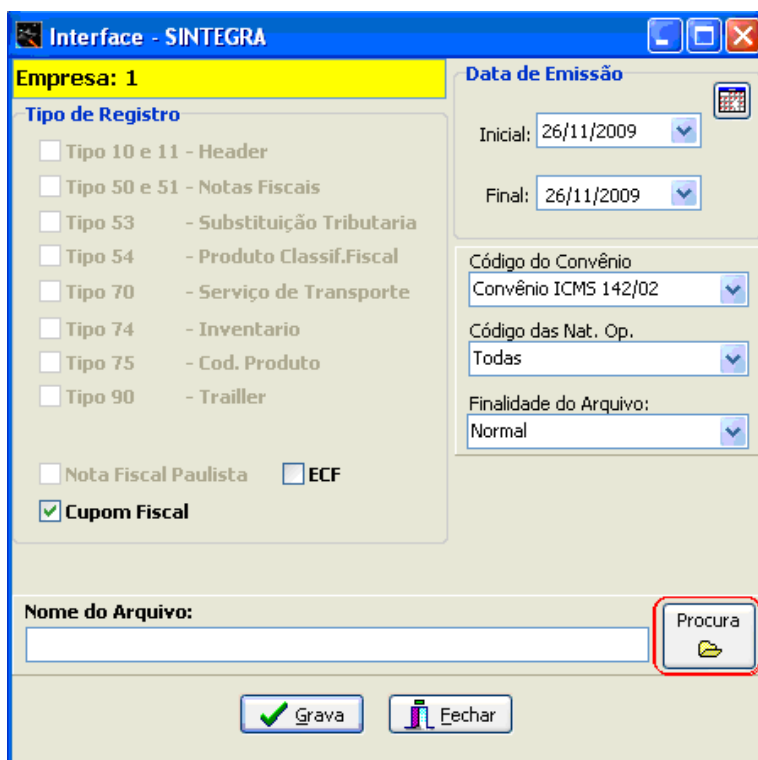 Interface - SINTEGRA
Empresa: 1
Tipo de Registro
Tipo 10 e 11 - Header
Tipo 50 e 51 - Notas Fiscais
Tipo 53 - Substituição Tributaria
Tipo 54 - Produto Classif.Fiscal
Tipo 70 - Serviço de Transporte
Tipo 74 - Inventario
Tipo 75 - Cod. Produto
Tipo 90 - Trailler
Nota Fiscal Paulista ECF
Cupom Fiscal
Data de Emissão
Inicial: 26/11/2009
Final: 26/11/2009
Código do Convênio
Convênio ICMS 142/02
Código das Nat. Op.
Todas
Finalidade do Arquivo:
Normal
Nome do Arquivo:
Procura
Grava Fechar